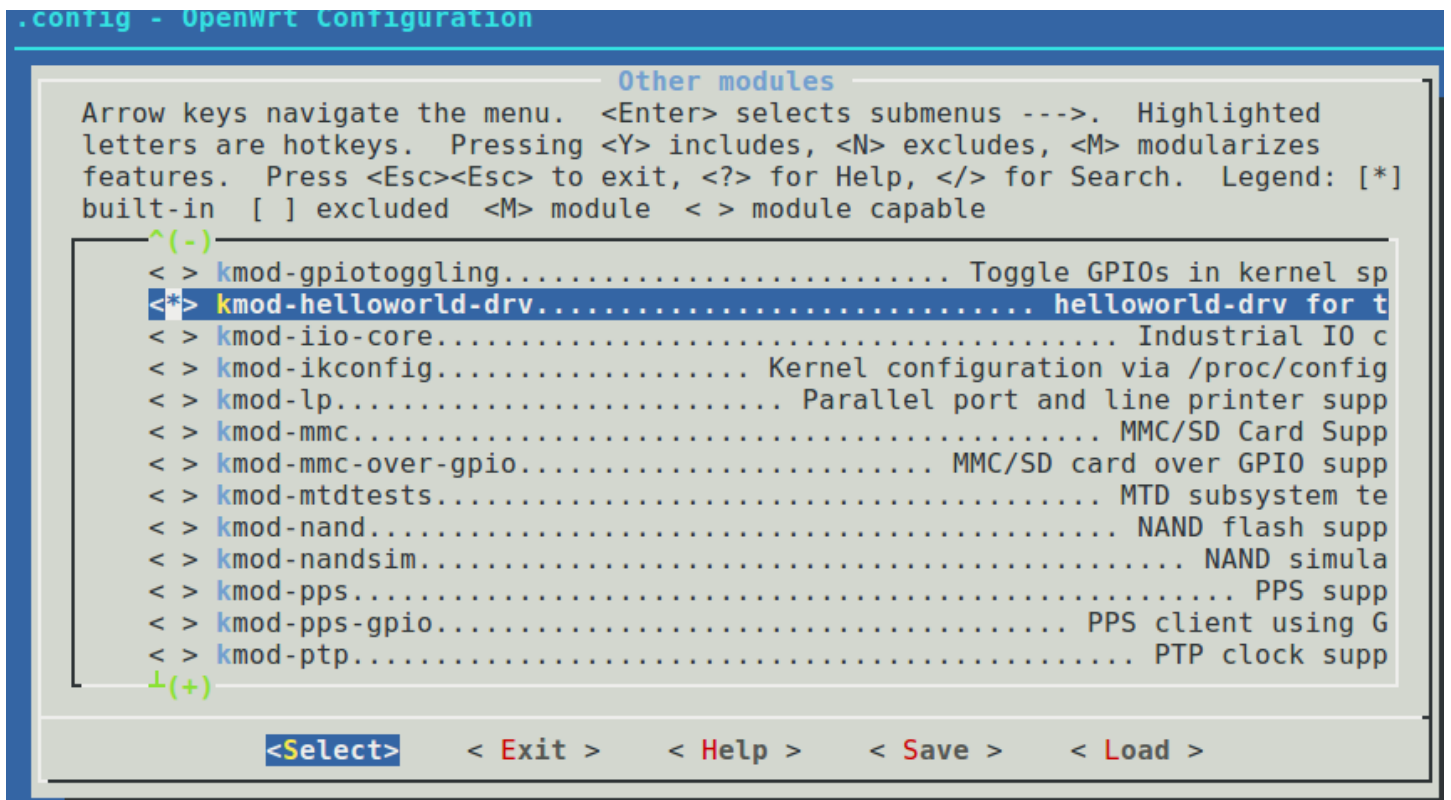 .config - OpenWrt Configuration
Other modules
Arrow keys navigate the menu.  <Enter> selects submenus --->.  Highlighted
letters are hotkeys.  Pressing <Y> includes, <N> excludes, <M> modularizes
features.  Press <Esc><Esc> to exit, <?> for Help, </> for Search.  Legend: [*]
built-in  [ ] excluded  <M> module  < > module capable
^(-)
< > kmod-gpiotoggling........................... Toggle GPIOs in kernel sp
<*> kmod-helloworld-drv.............................. helloworld-drv for t
< > kmod-iio-core......................................... Industrial IO c
< > kmod-ikconfig................... Kernel configuration via /proc/config
< > kmod-lp........................... Parallel port and line printer supp
< > kmod-mmc............................................. MMC/SD Card Supp
< > kmod-mmc-over-gpio......................... MMC/SD card over GPIO supp
< > kmod-mtdtests........................................ MTD subsystem te
< > kmod-nand............................................. NAND flash supp
< > kmod-nandsim.............................................. NAND simula
< > kmod-pps..................................................... PPS supp
< > kmod-pps-gpio...................................... PPS client using G
< > kmod-ptp............................................... PTP clock supp
┴(+)
<Select>    < Exit >    < Help >    < Save >    < Load >